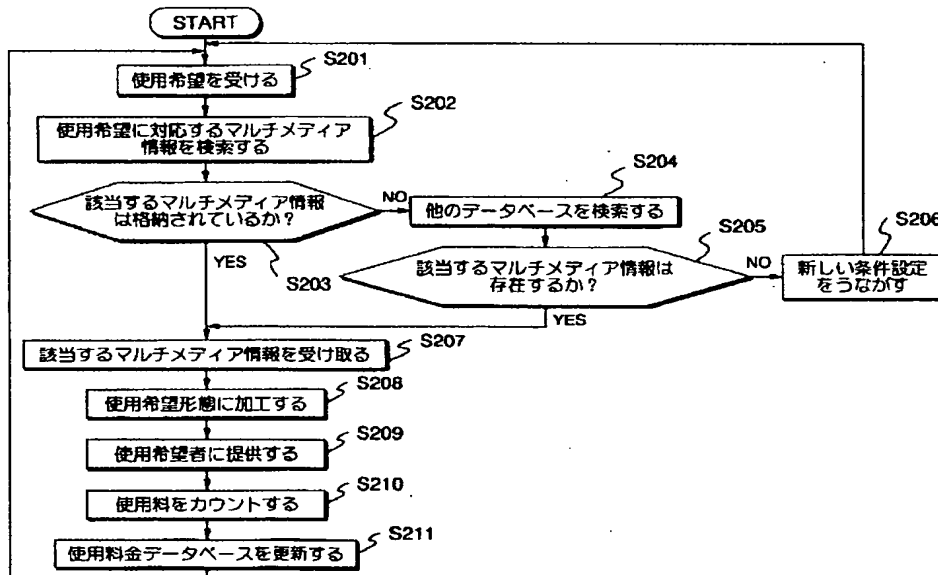 START
S201
使用希望を受ける
S202
使用希望に対応するマルチメディア
情報を検索する
該当するマルチメディア情報
は格納されているか？
NO
S203
YES
S204
他のデータベースを検索する
S205
該当するマルチメディア情報は
存在するか？
NO
YES
S206
新しい条件設定
をうながす
S207
該当するマルチメディア情報を受け取る
S208
使用希望形態に加工する
S209
使用希望者に提供する
S210
使用料をカウントする
S211
使用料金データベースを更新する